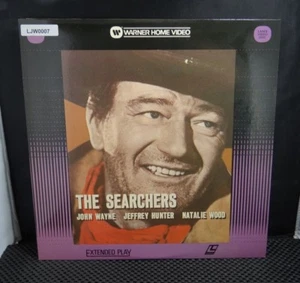 LJW0007
WARNER HOME VIDEO
THE SEARCHERS
JOHN WAYNE JEFFREY HUNTER NATALIE WOOD
EXTENDED PLAY